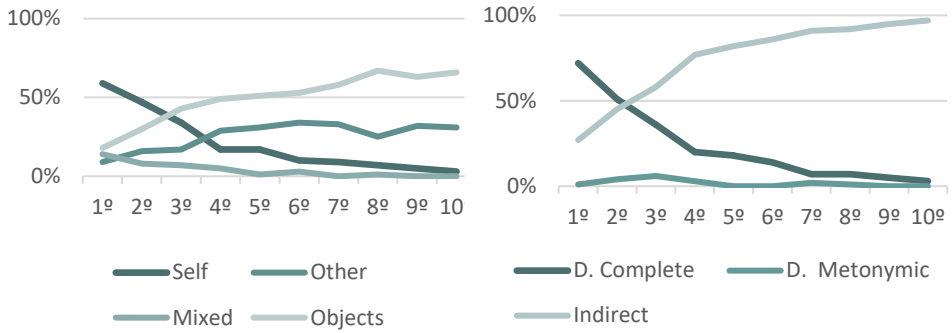 100%
50%
0%
1º 2º 3º 4º 5º 6º 7º 8º 9º 10
Self Other
Mixed Objects
100%
50%
0%
1º 2º 3º 4º 5º 6º 7º 8º 9º 10º
D. Complete D. Metonymic
Indirect